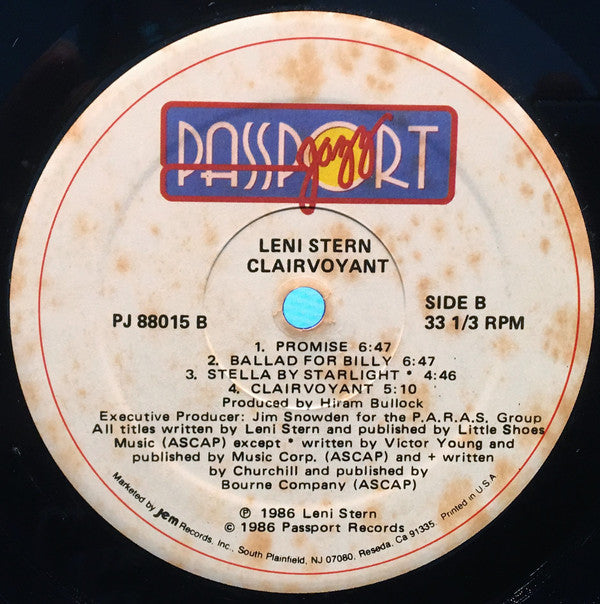 PASSPORT
jazz
LENI STERN
CLAIRVOYANT
PJ 88015 B
SIDE B
33 1/3 RPM
1. PROMISE 6:47
2. BALLAD FOR BILLY 6:47
3. STELLA BY STARLIGHT * 4:46
4. CLAIRVOYANT 5:10
Produced by Hiram Bullock
Executive Producer: Jim Snowden for the P.A.R.A.S. Group
All titles written by Leni Stern and published by Little Shoes
Music (ASCAP) except * written by Victor Young and
published by Music Corp. (ASCAP) and + written
by Churchill and published by
Bourne Company (ASCAP)
℗ 1986 Leni Stern
© 1986 Passport Records
Marketed by Jem Records, Inc., South Plainfield, NJ 07080, Reseda, Ca 91335 Printed in U.S.A